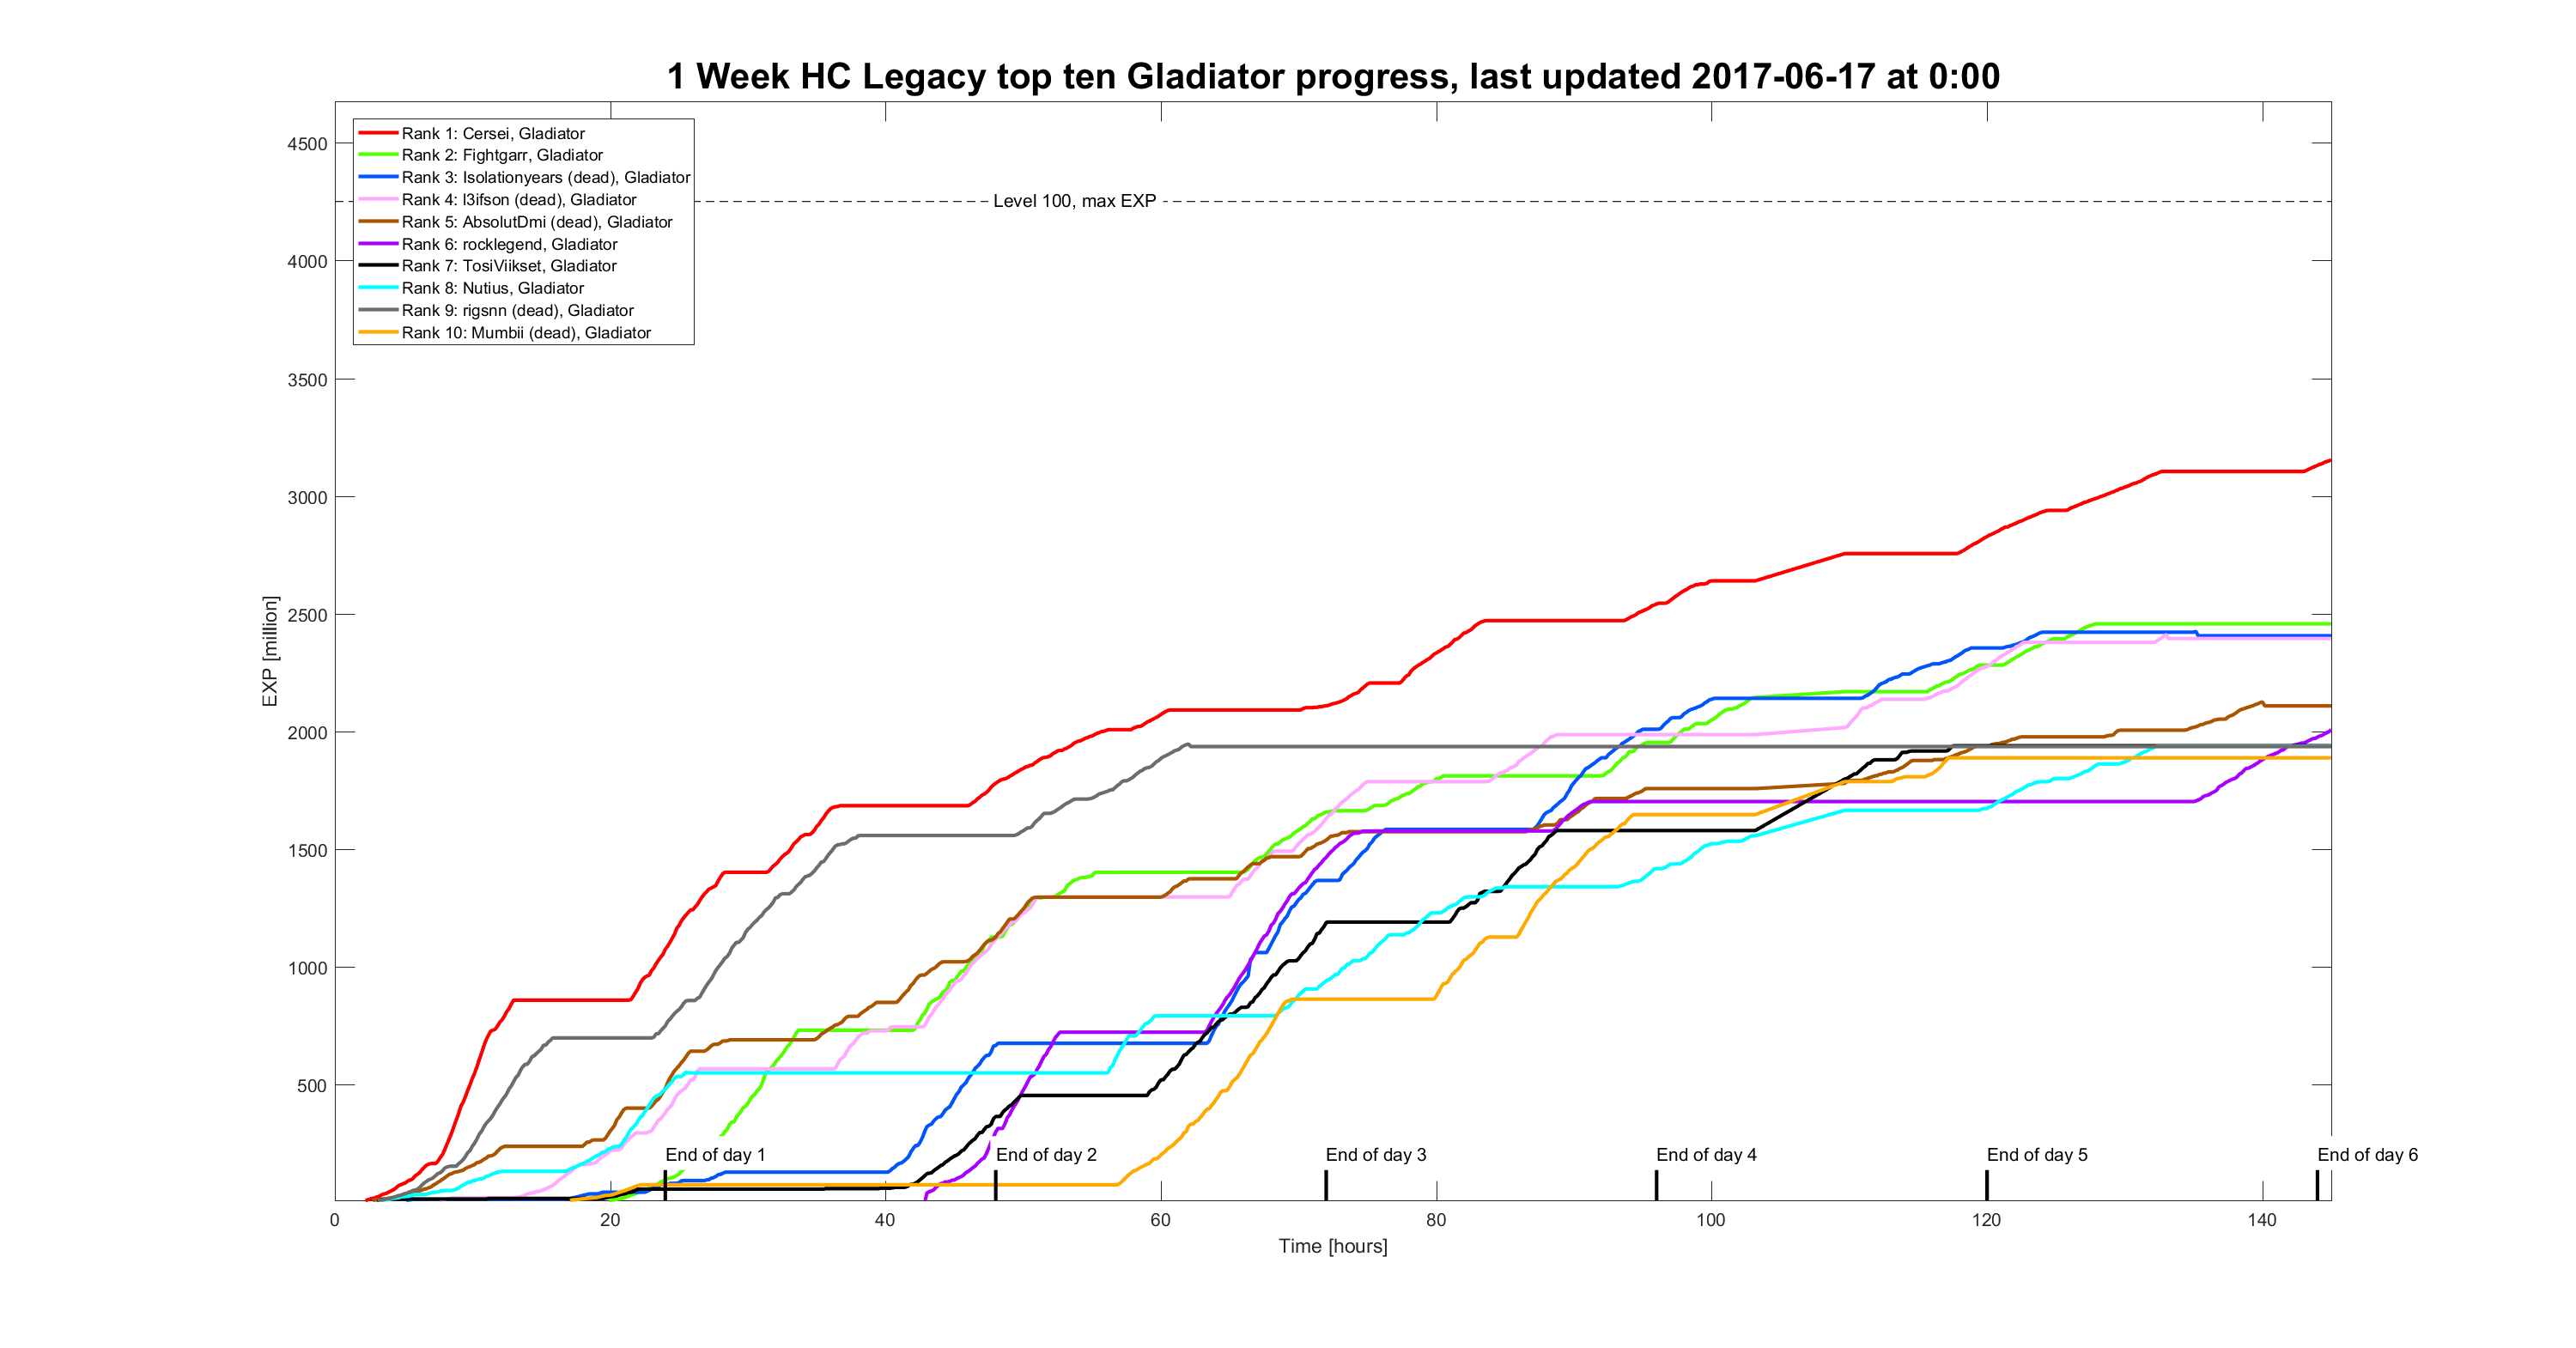 1 Week HC Legacy top ten Gladiator progress, last updated 2017-06-17 at 0:00
Rank 1: Cersei, Gladiator
Rank 2: Fightgarr, Gladiator
Rank 3: Isolationyears (dead), Gladiator
Rank 4: l3ifson (dead), Gladiator
Rank 5: AbsolutDmi (dead), Gladiator
Rank 6: rocklegend, Gladiator
Rank 7: TosiViikset, Gladiator
Rank 8: Nutius, Gladiator
Rank 9: rigsnn (dead), Gladiator
Rank 10: Mumbii (dead), Gladiator
Level 100, max EXP
4500
4000
3500
3000
2500
2000
1500
1000
500
EXP [million]
End of day 1
End of day 2
End of day 3
End of day 4
End of day 5
End of day 6
0
20
40
60
80
100
120
140
Time [hours]